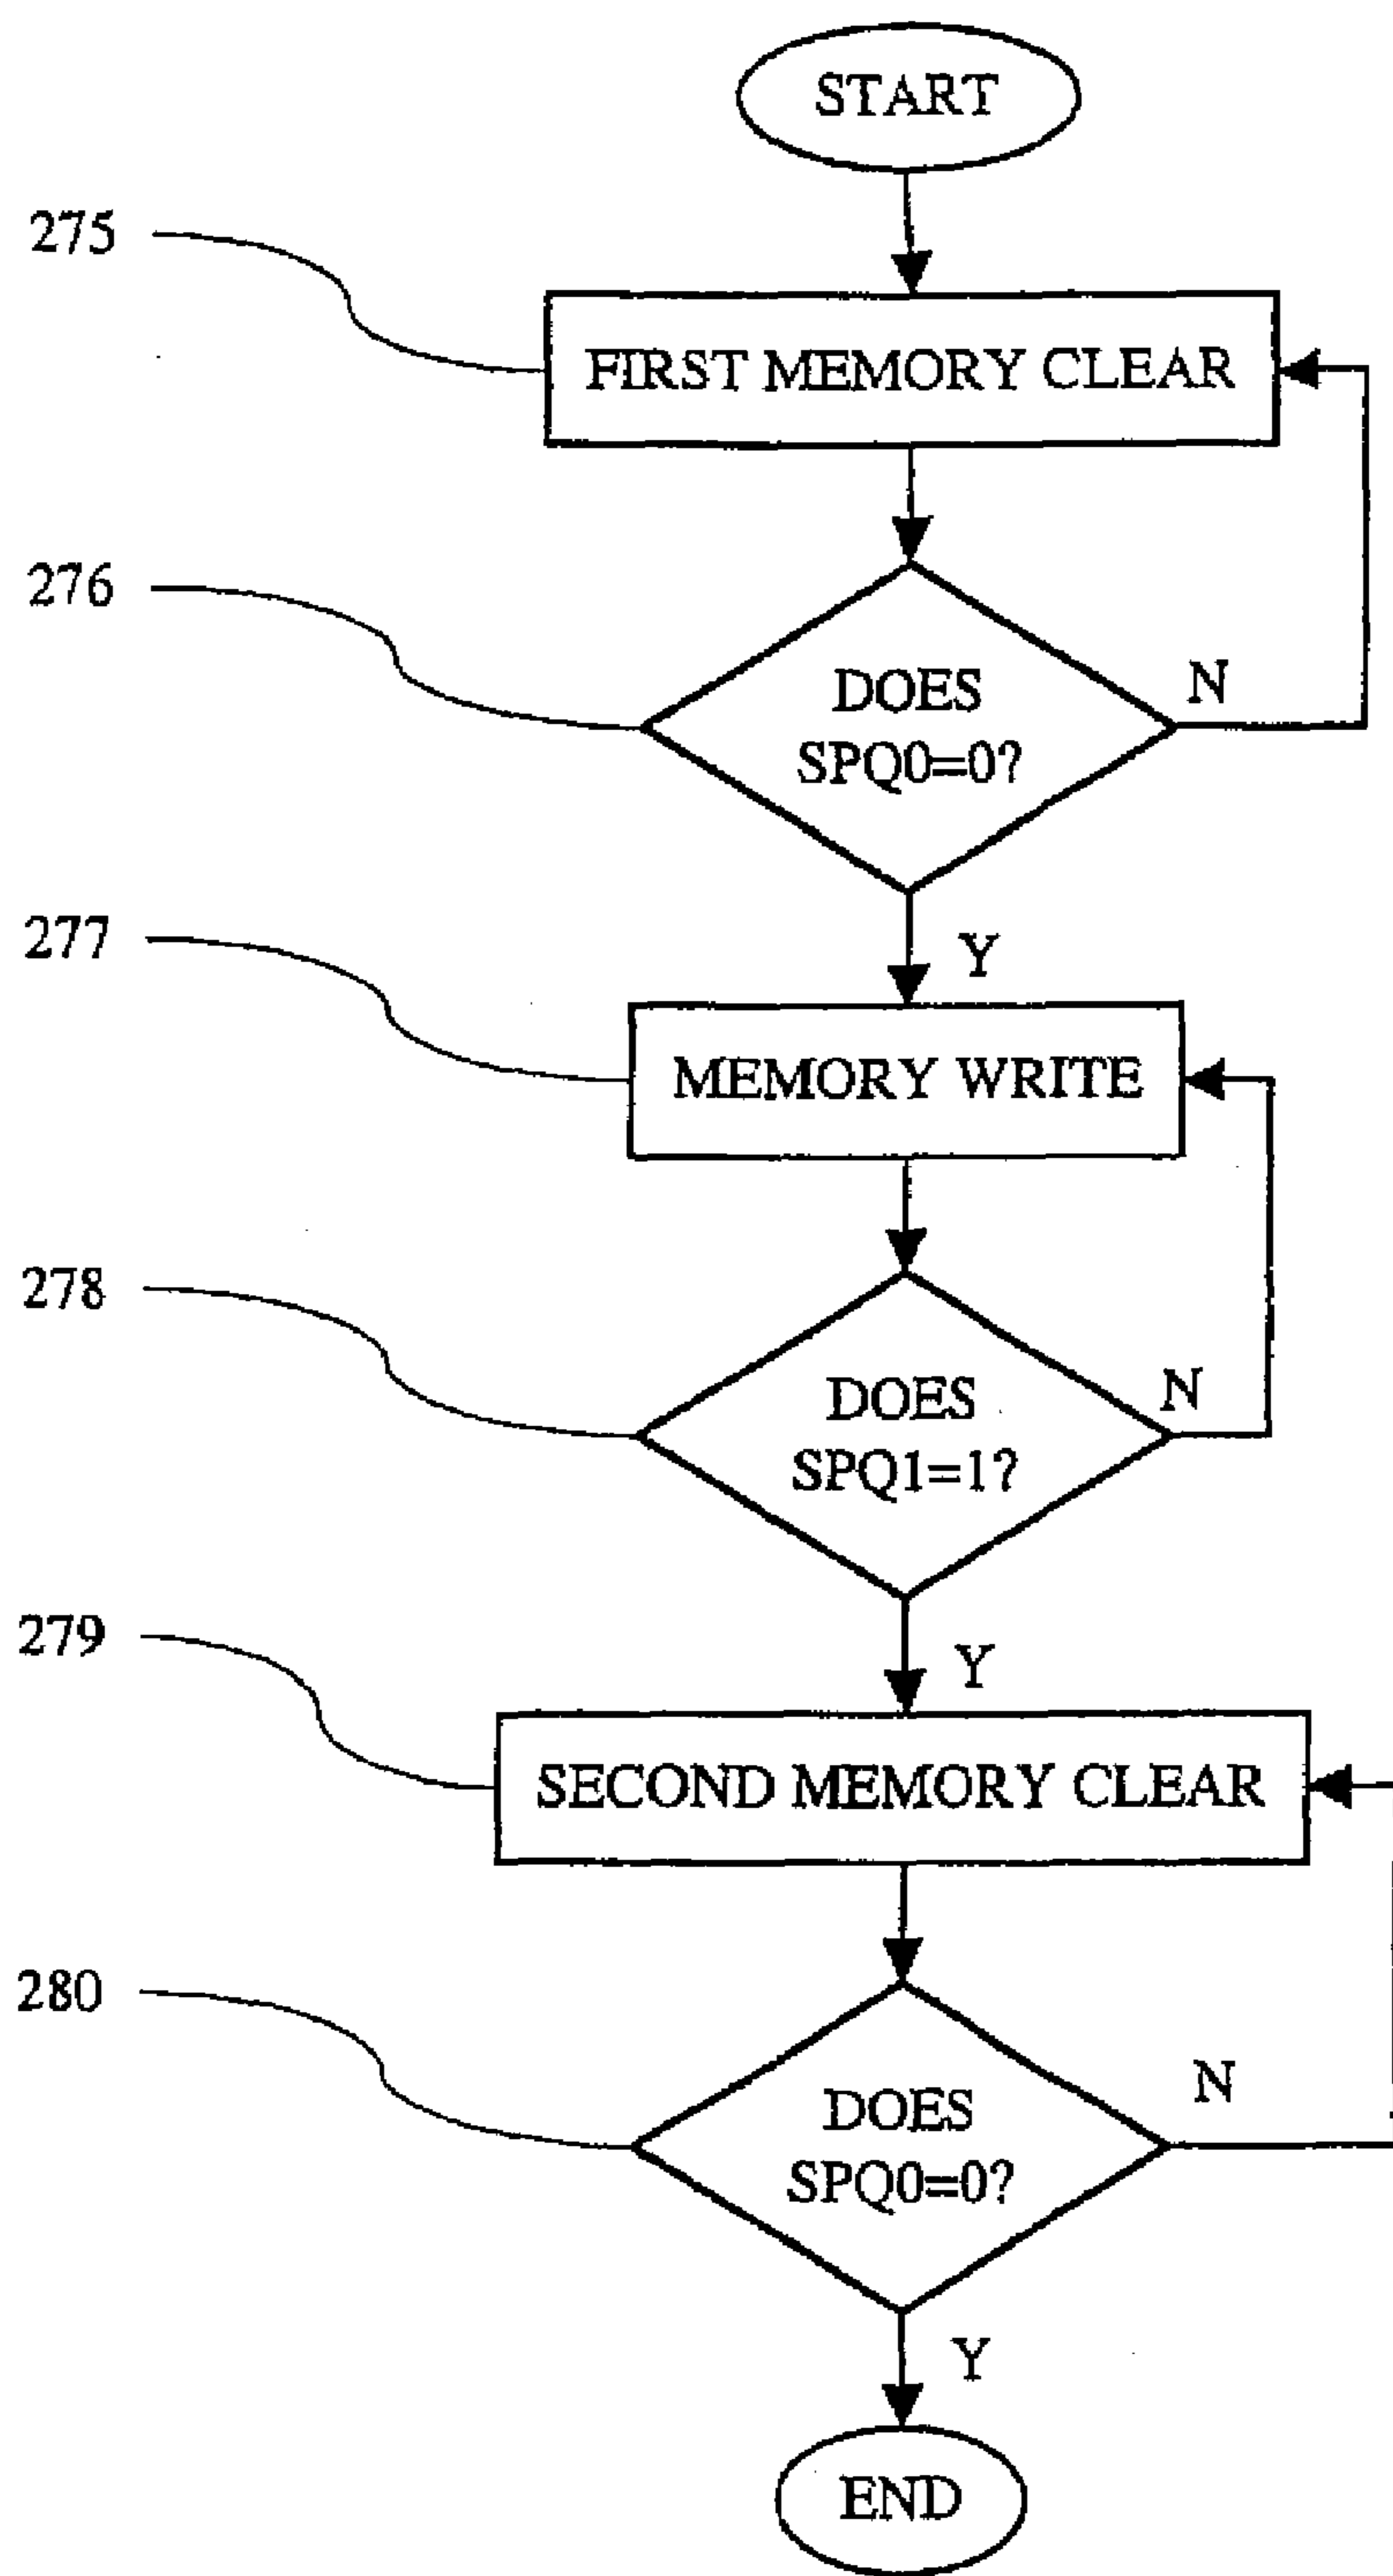 START
275
FIRST MEMORY CLEAR
276
DOES
SPQ0=0?
N
Y
277
MEMORY WRITE
278
DOES
SPQ1=1?
N
Y
279
SECOND MEMORY CLEAR
280
DOES
SPQ0=0?
N
Y
END